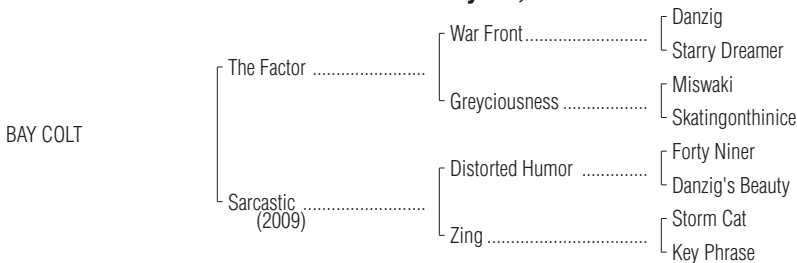 Danzig
War Front
Starry Dreamer
The Factor
Miswaki
Greyciousness
Skatingonthinice
BAY COLT
Forty Niner
Distorted Humor
Danzig's Beauty
Sarcastic
(2009)
Storm Cat
Zing
Key Phrase